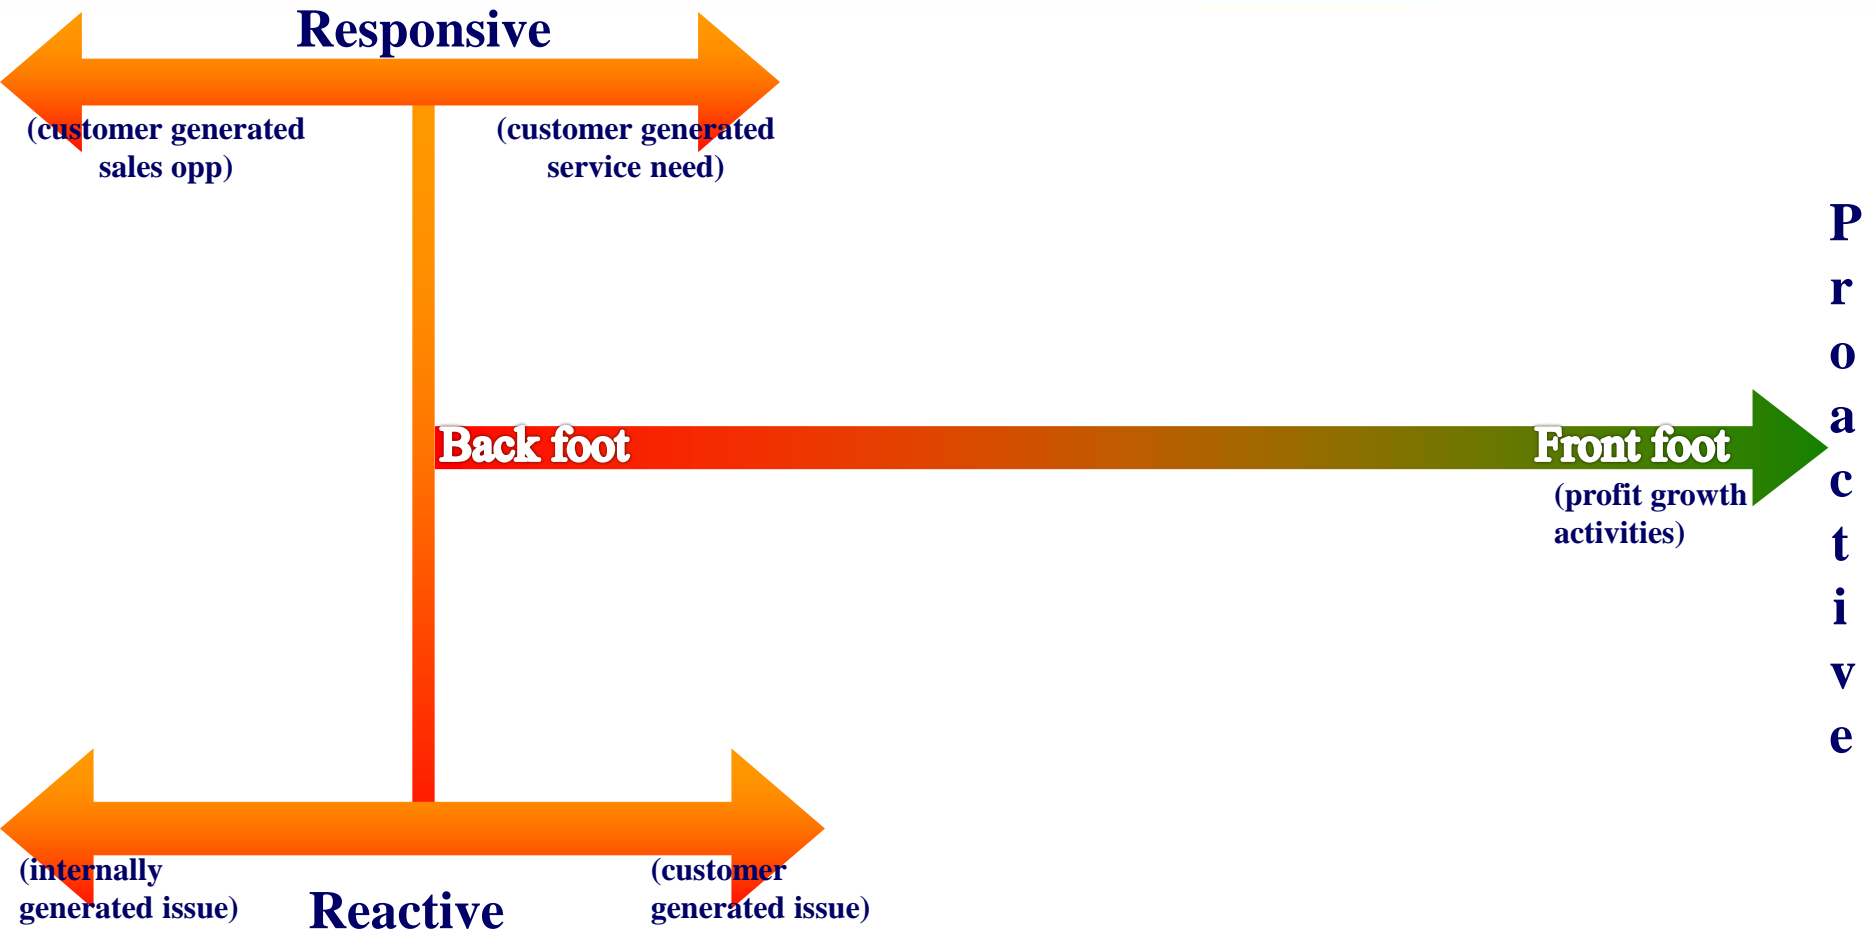 Responsive
(customer generated
sales opp)
(customer generated
service need)
P
r
o
a
c
t
i
v
e
Back foot
Front foot
(profit growth
activities)
(internally
generated issue)
Reactive
(customer
generated issue)